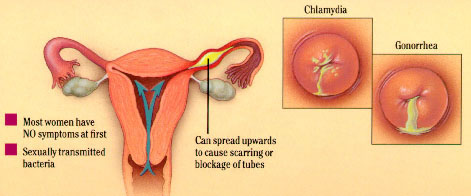 Chlamydia
Gonorrhea
Most women have
NO symptoms at first
Sexually transmitted
bacteria
Can spread upwards
to cause scarring or
blockage of tubes